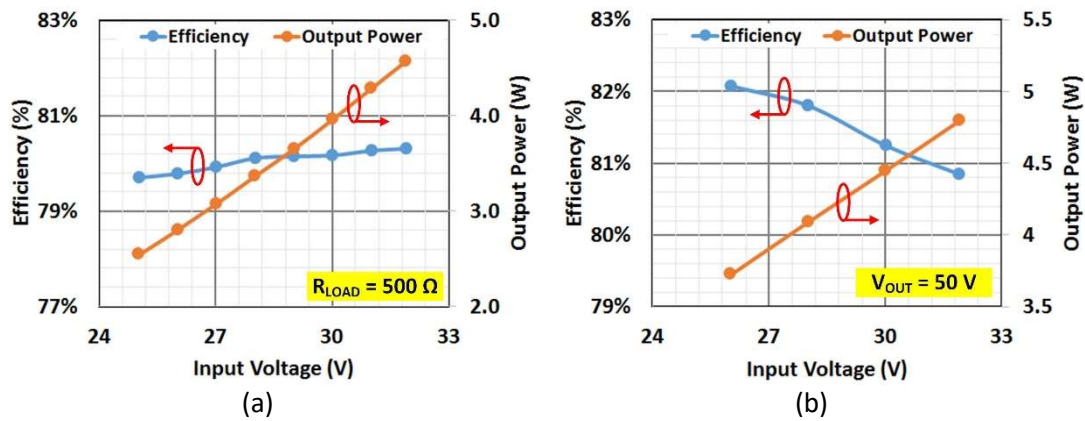 83%
81%
79%
77%
Efficiency (%)
Efficiency
Output Power
5.0
4.0
3.0
2.0
Output Power (W)
R_LOAD = 500 Ω
24
27
30
33
Input Voltage (V)
(a)
83%
82%
81%
80%
79%
Efficiency (%)
Efficiency
Output Power
5.5
5
4.5
4
3.5
Output Power (W)
V_OUT = 50 V
24
27
30
33
Input Voltage (V)
(b)